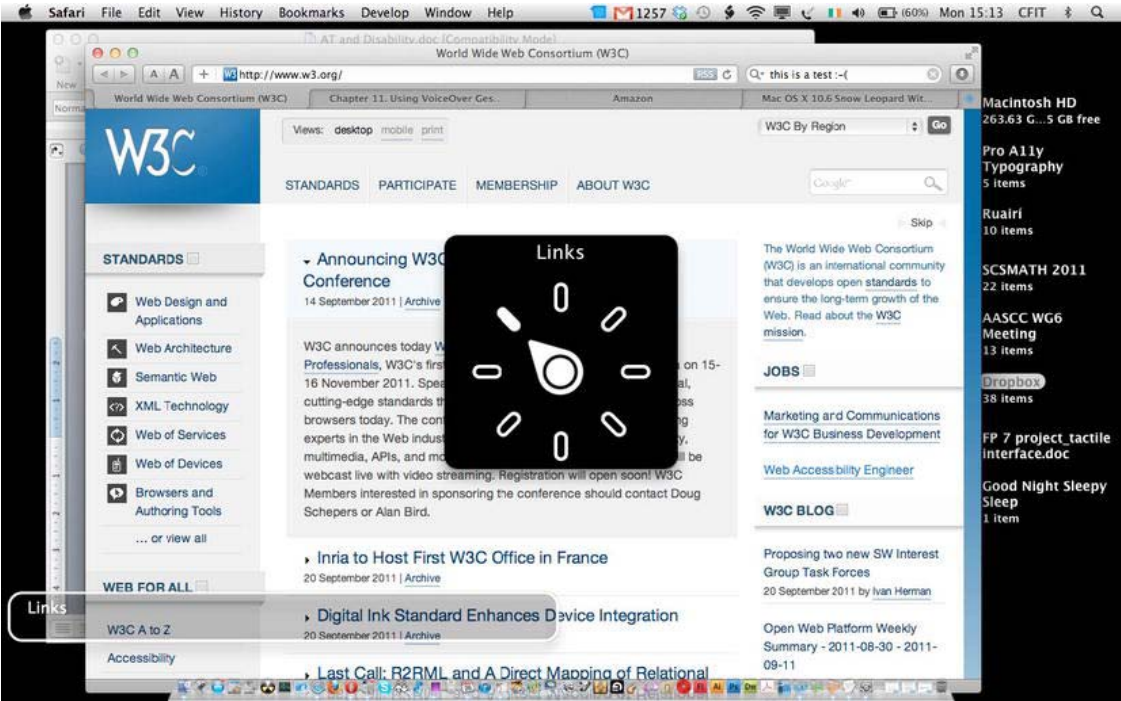 Safari File Edit View History Bookmarks Develop Window Help 1257 (60%) Mon 15:13 CFIT
AT and Disability.doc (Compatibility Mode)
World Wide Web Consortium (W3C)
New
A A + W3 http://www.w3.org/ RSS this is a test :-(
Norma
World Wide Web Consortium (W3C) Chapter 11. Using VoiceOver Ges... Amazon Mac OS X 10.6 Snow Leopard Wit...
W3C
Views: desktop mobile print
W3C By Region Go
STANDARDS PARTICIPATE MEMBERSHIP ABOUT W3C
Google
Skip
STANDARDS
Web Design and
Applications
Web Architecture
Semantic Web
XML Technology
Web of Services
Web of Devices
Browsers and
Authoring Tools
... or view all
WEB FOR ALL
W3C A to Z
Accessibility
Announcing W3C
Conference
14 September 2011 | Archive
W3C announces today W
Professionals, W3C's first on 15-
16 November 2011. Spea al,
cutting-edge standards th oss
browsers today. The conf ng
experts in the Web indust y,
multimedia, APIs, and mo ll be
webcast live with video streaming. Registration will open soon! W3C
Members interested in sponsoring the conference should contact Doug
Schepers or Alan Bird.
Inria to Host First W3C Office in France
20 September 2011 | Archive
Digital Ink Standard Enhances Device Integration
20 September 2011 | Archive
Last Call: R2RML and A Direct Mapping of Relational
Links
Links
The World Wide Web Consortium
(W3C) is an international community
that develops open standards to
ensure the long-term growth of the
Web. Read about the W3C
mission.
JOBS
Marketing and Communications
for W3C Business Development
Web Accessibility Engineer
W3C BLOG
Proposing two new SW Interest
Group Task Forces
20 September 2011 by Ivan Herman
Open Web Platform Weekly
Summary - 2011-08-30 - 2011-
09-11
Macintosh HD
263.63 G...5 GB free
Pro A11y
Typography
5 items
Ruairí
10 items
SCSMATH 2011
22 items
AASCC WG6
Meeting
13 items
Dropbox
38 items
FP 7 project_tactile
interface.doc
Good Night Sleepy
Sleep
1 item